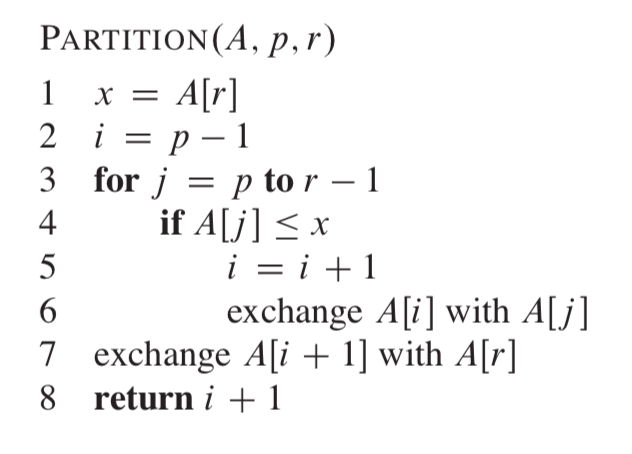 PARTITION(A, p, r)
1 x = A[r]
2 i = p − 1
3 for j = p to r − 1
4 if A[j] ≤ x
5 i = i + 1
6 exchange A[i] with A[j]
7 exchange A[i + 1] with A[r]
8 return i + 1